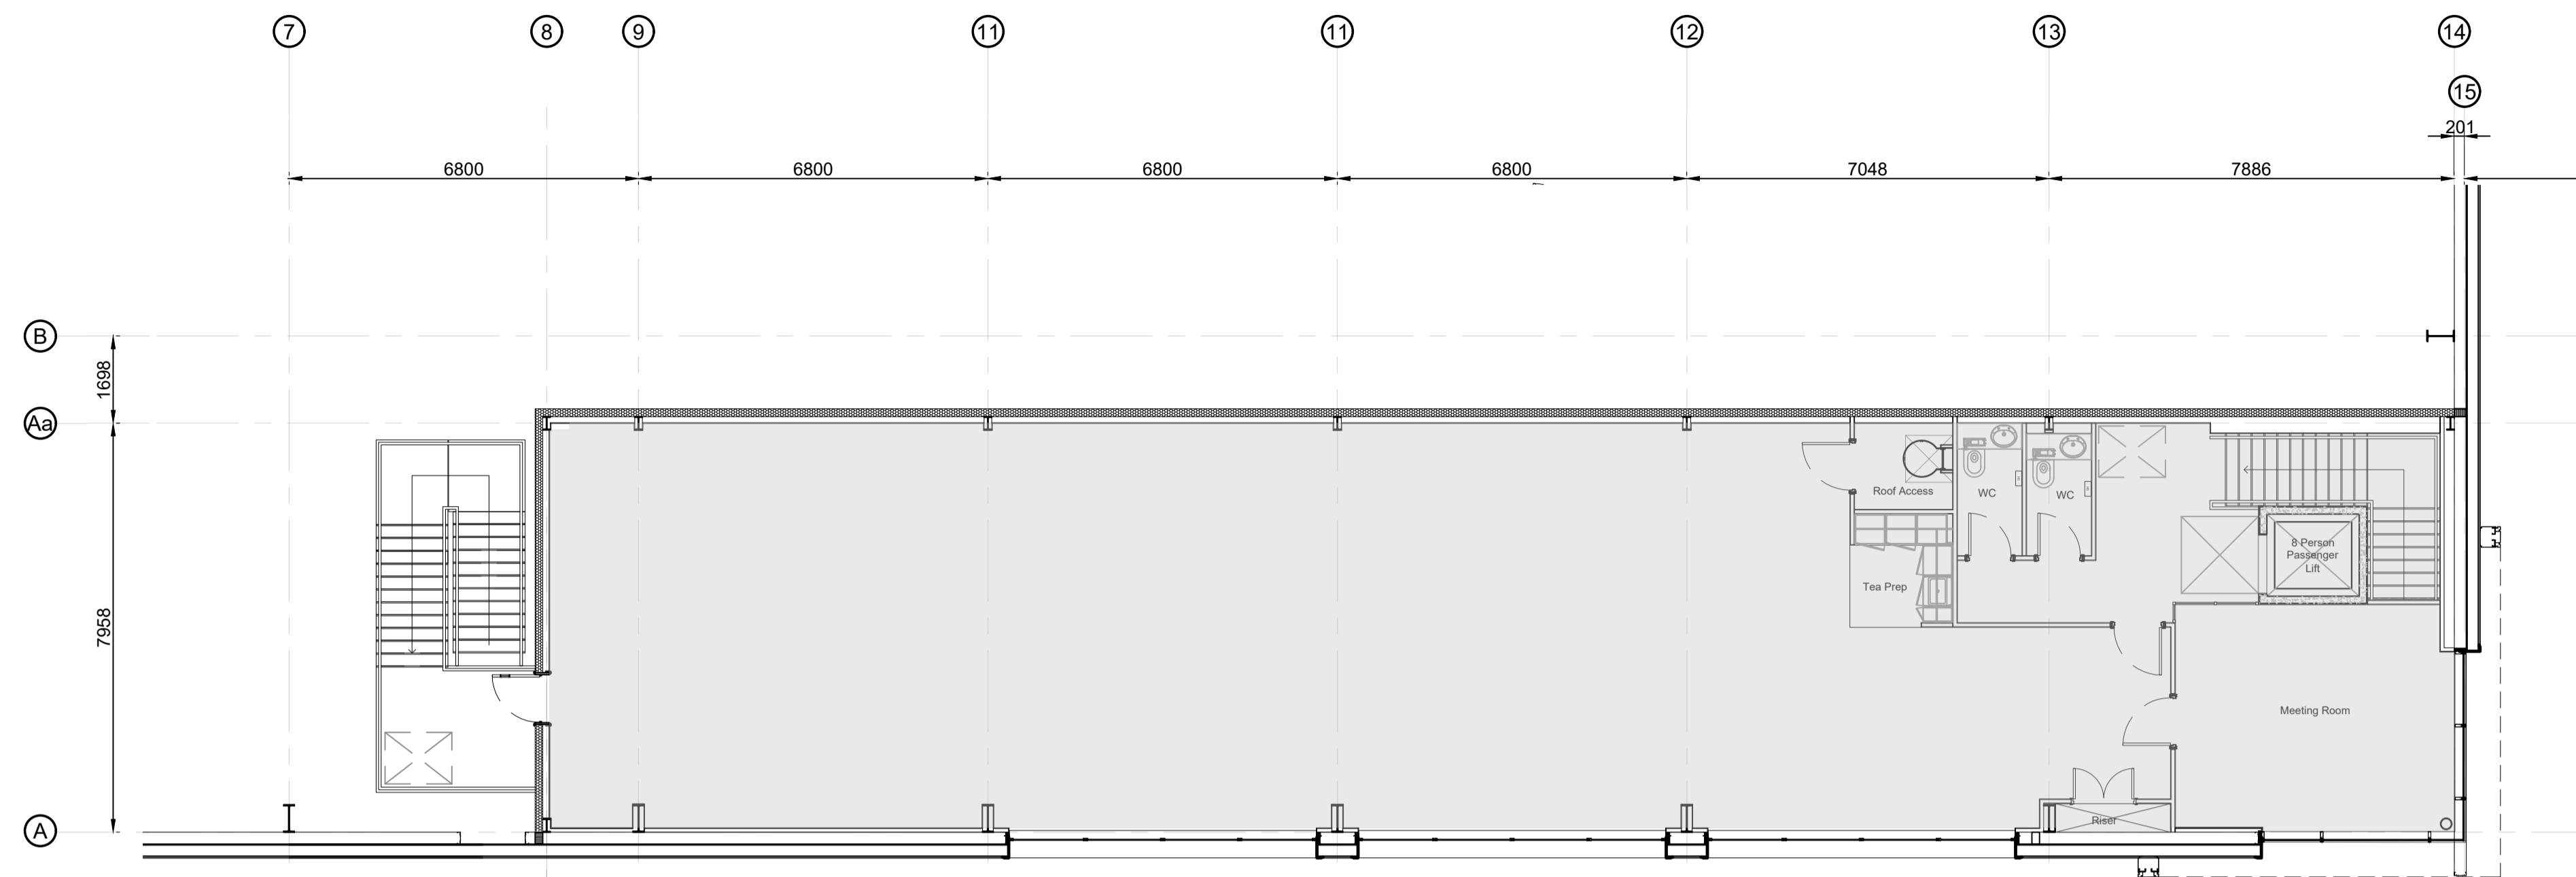 7
8
9
11
11
12
13
14
15
201
6800
6800
6800
6800
7048
7886
B
1698
Aa
7958
A
Roof Access
WC
WC
Tea Prep
8 Person
Passenger
Lift
Meeting Room
Riser